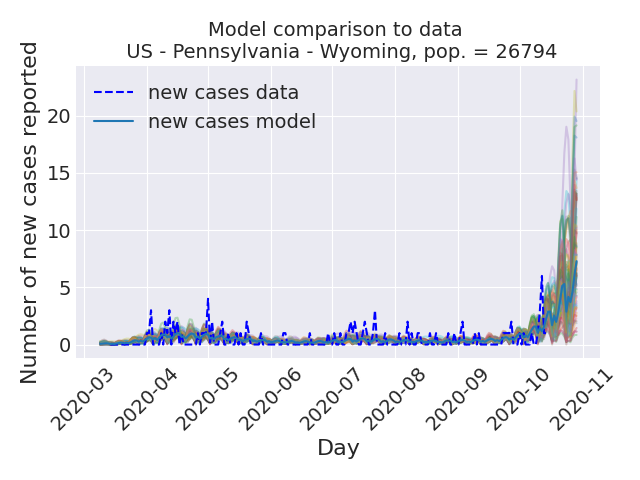 Model comparison to data
US - Pennsylvania - Wyoming, pop. = 26794
Number of new cases reported
new cases data
new cases model
20
15
10
5
0
2020-03
2020-04
2020-05
2020-06
2020-07
2020-08
2020-09
2020-10
2020-11
Day